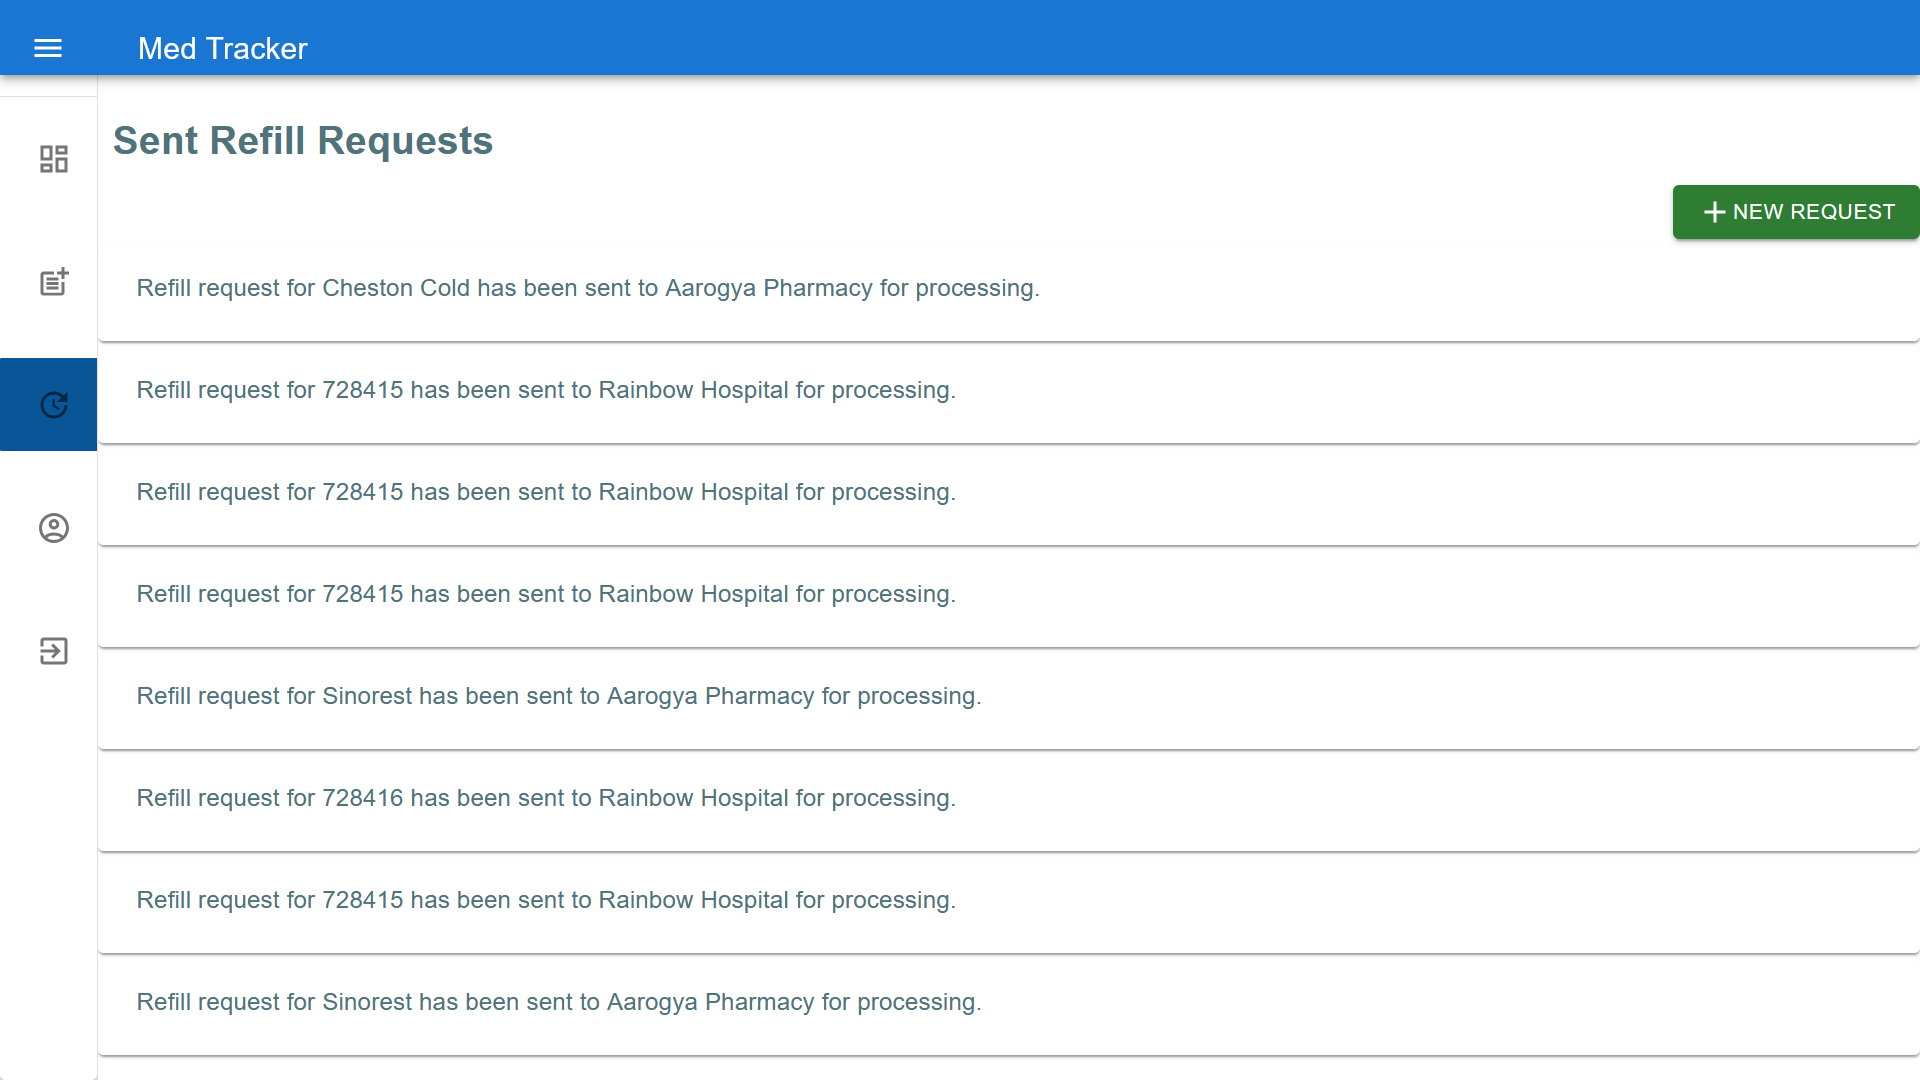 Med Tracker
Sent Refill Requests
NEW REQUEST
Refill request for Cheston Cold has been sent to Aarogya Pharmacy for processing.
Refill request for 728415 has been sent to Rainbow Hospital for processing.
Refill request for 728415 has been sent to Rainbow Hospital for processing.
Refill request for 728415 has been sent to Rainbow Hospital for processing.
Refill request for Sinorest has been sent to Aarogya Pharmacy for processing.
Refill request for 728416 has been sent to Rainbow Hospital for processing.
Refill request for 728415 has been sent to Rainbow Hospital for processing.
Refill request for Sinorest has been sent to Aarogya Pharmacy for processing.